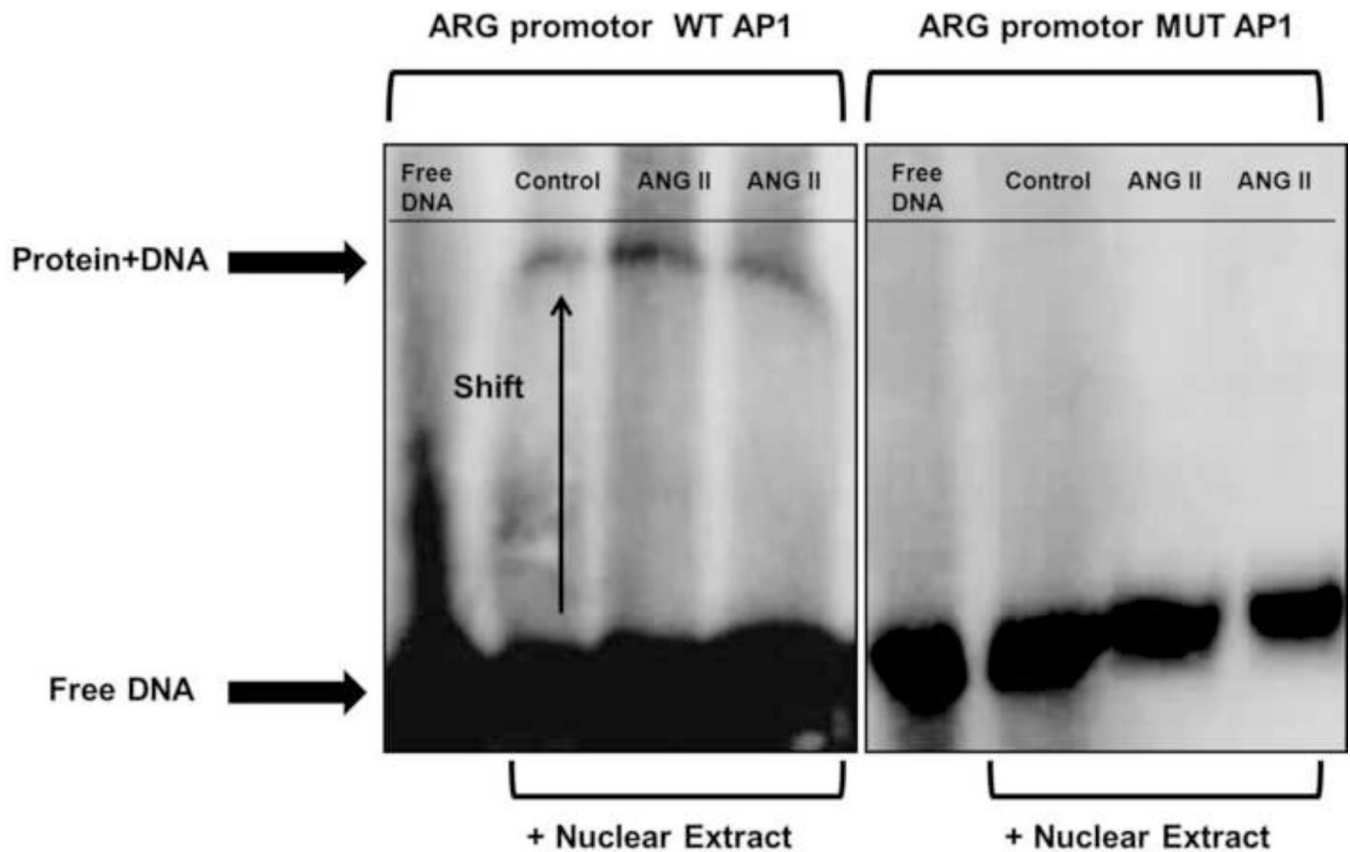 ARG promotor WT AP1
ARG promotor MUT AP1
Free
DNA
Control
ANG II
ANG II
Free
DNA
Control
ANG II
ANG II
Protein+DNA
Shift
Free DNA
+ Nuclear Extract
+ Nuclear Extract